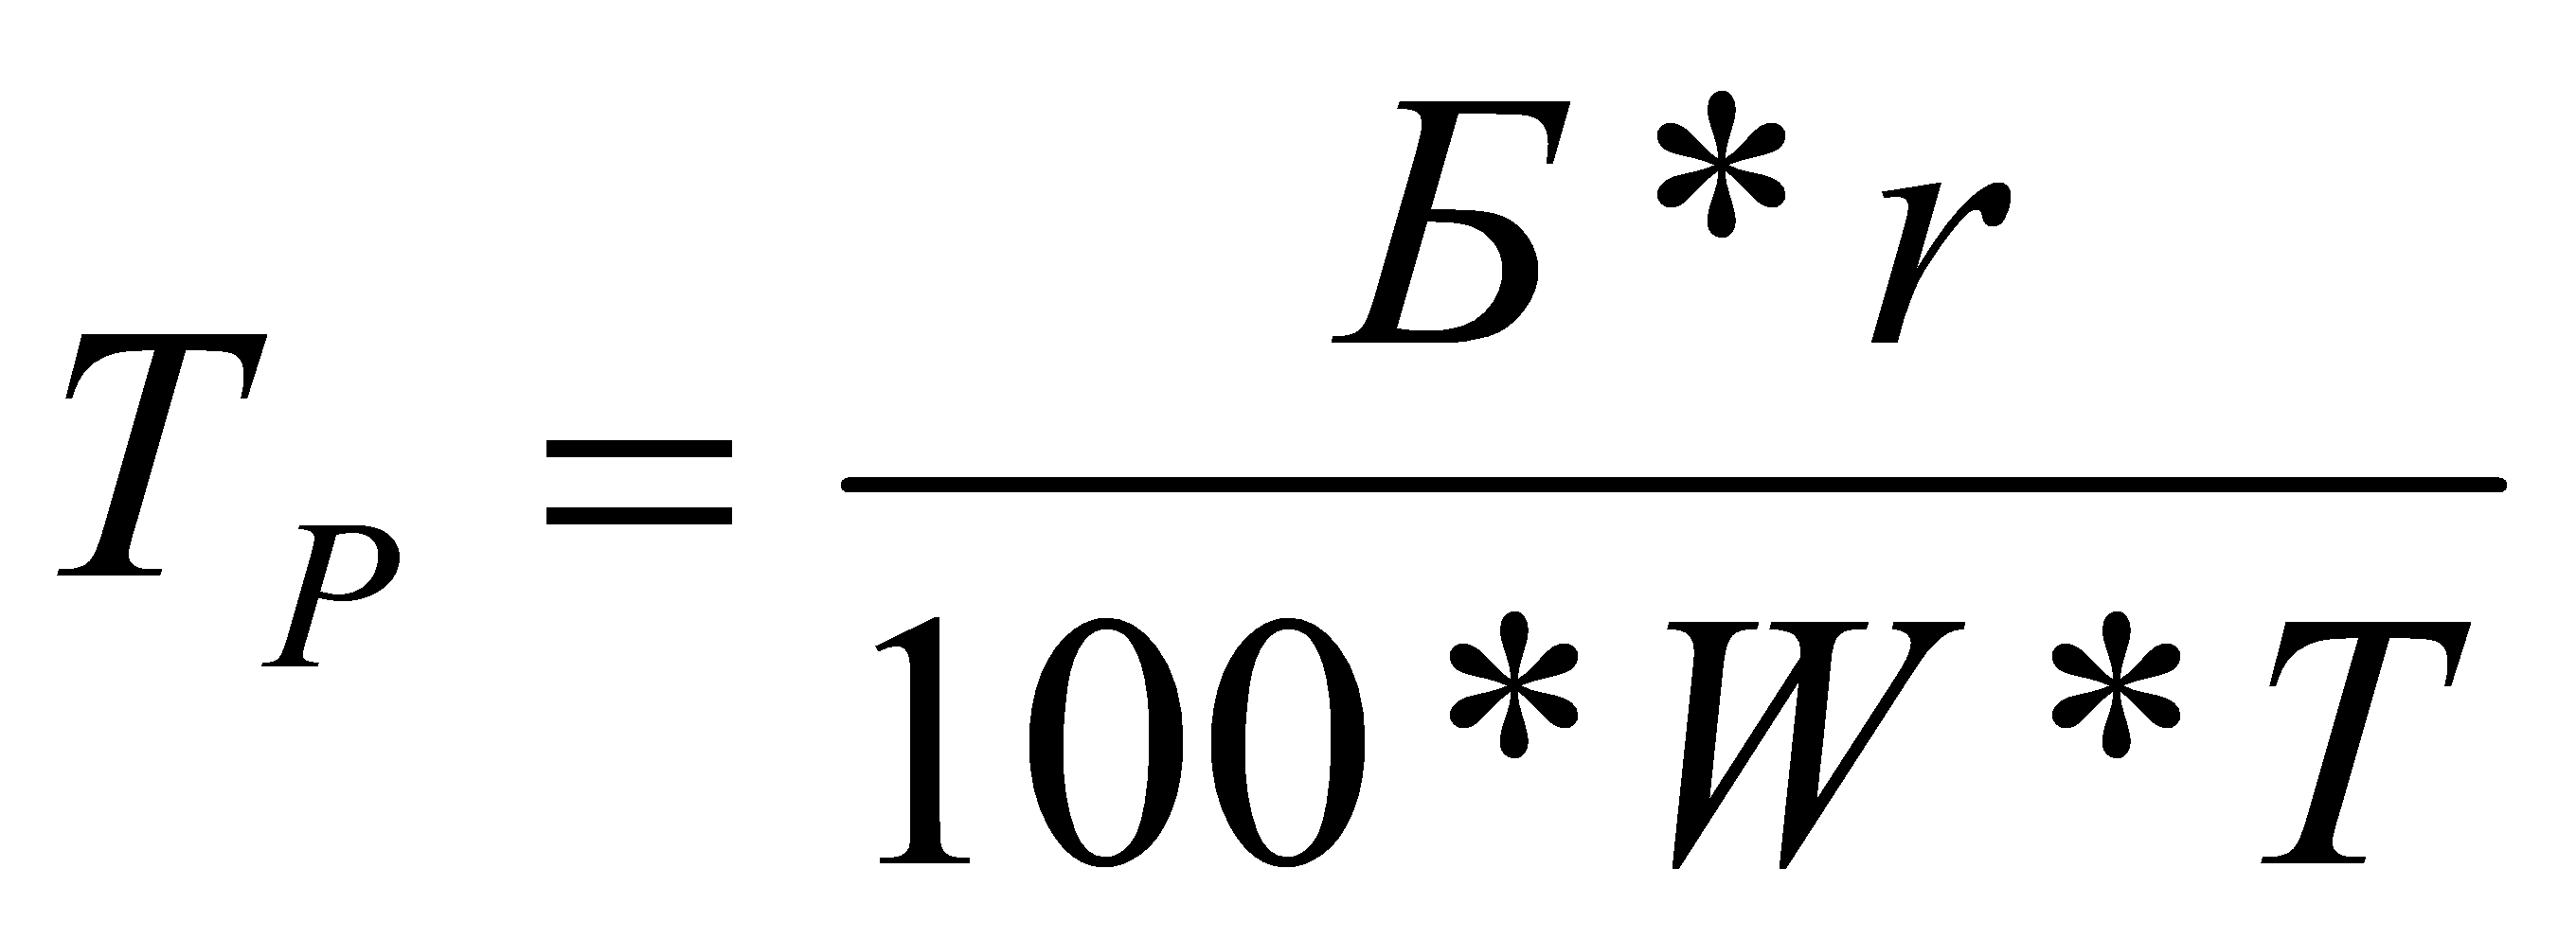 T_P = Б * r / 100 * W * T